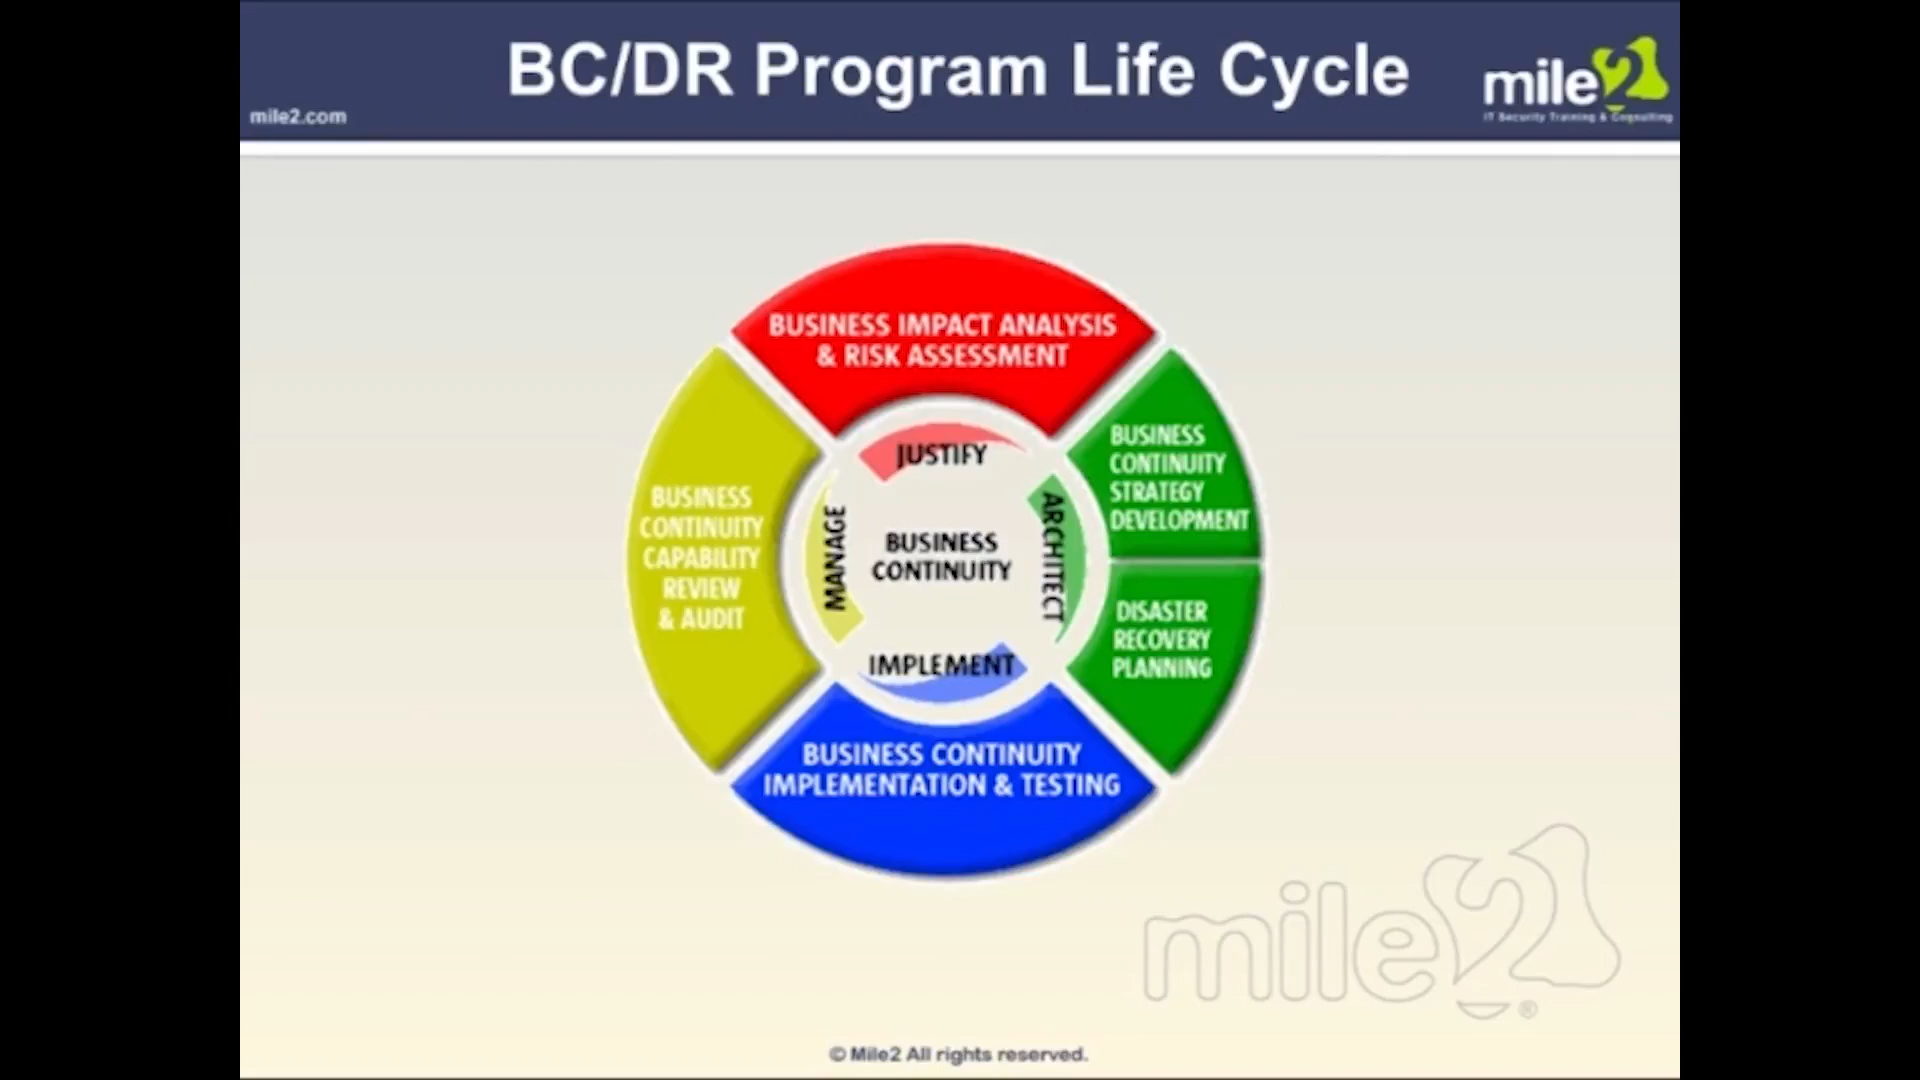 BC/DR Program Life Cycle
mile2.com
mile2
IT Security Training & Consulting
BUSINESS IMPACT ANALYSIS
& RISK ASSESSMENT
BUSINESS
CONTINUITY
STRATEGY
DEVELOPMENT
DISASTER
RECOVERY
PLANNING
BUSINESS CONTINUITY
IMPLEMENTATION & TESTING
BUSINESS
CONTINUITY
CAPABILITY
REVIEW
& AUDIT
JUSTIFY
ARCHITECT
IMPLEMENT
MANAGE
BUSINESS
CONTINUITY
mile2®
© Mile2 All rights reserved.